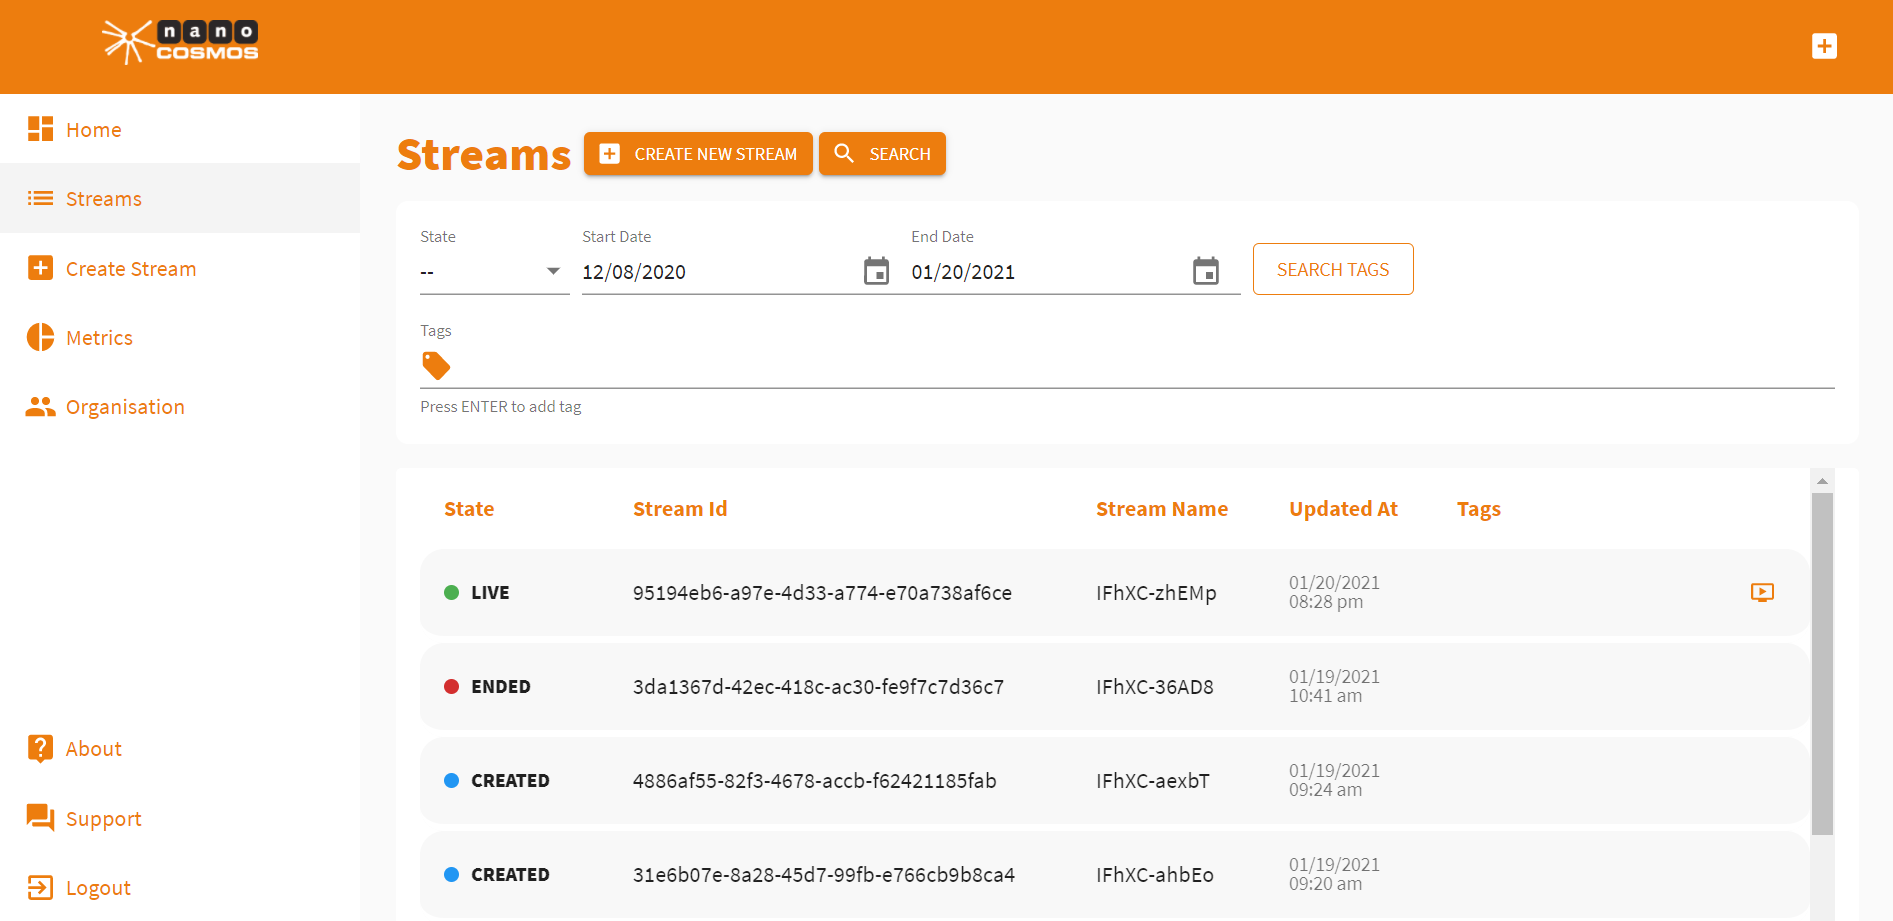 nano
COSMOS
Home
Streams
Create Stream
Metrics
Organisation
About
Support
Logout
Streams CREATE NEW STREAM SEARCH
State Start Date End Date
-- 12/08/2020 01/20/2021 SEARCH TAGS
Tags
Press ENTER to add tag
State Stream Id Stream Name Updated At Tags
LIVE 95194eb6-a97e-4d33-a774-e70a738af6ce IFhXC-zhEMp 01/20/2021
08:28 pm
ENDED 3da1367d-42ec-418c-ac30-fe9f7c7d36c7 IFhXC-36AD8 01/19/2021
10:41 am
CREATED 4886af55-82f3-4678-accb-f62421185fab IFhXC-aexbT 01/19/2021
09:24 am
CREATED 31e6b07e-8a28-45d7-99fb-e766cb9b8ca4 IFhXC-ahbEo 01/19/2021
09:20 am